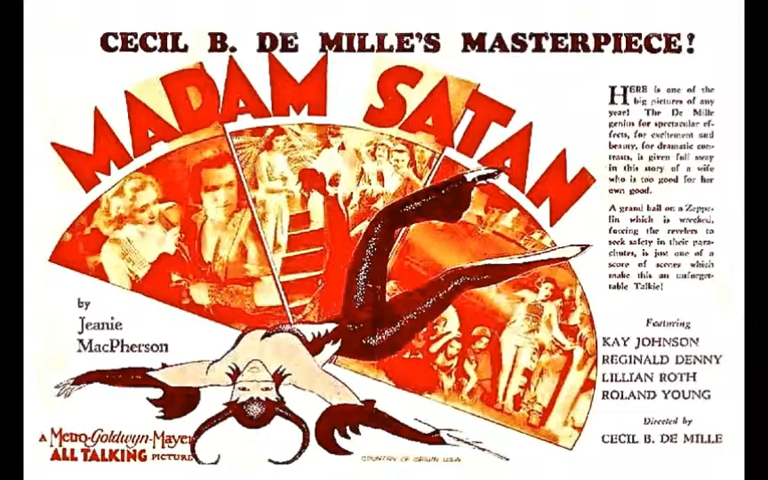 CECIL B. DE MILLE'S MASTERPIECE!
MADAM SATAN
HERE is one of the
big pictures of any
year! The De Mille
genius for spectacular ef-
fects, for excitement and
beauty, for dramatic con-
trasts, is given full sway
in this story of a wife
who is too good for her
own good.
A grand ball on a Zeppe-
lin which is wrecked,
forcing the revelers to
seek safety in their para-
chutes, is just one of a
score of scenes which
make this an unforget-
table Talkie!
by
Jeanie
MacPherson
Featuring
KAY JOHNSON
REGINALD DENNY
LILLIAN ROTH
ROLAND YOUNG
Directed by
CECIL B. DE MILLE
A Metro-Goldwyn-Mayer
ALL TALKING PICTURE
COUNTRY OF ORIGIN U.S.A.